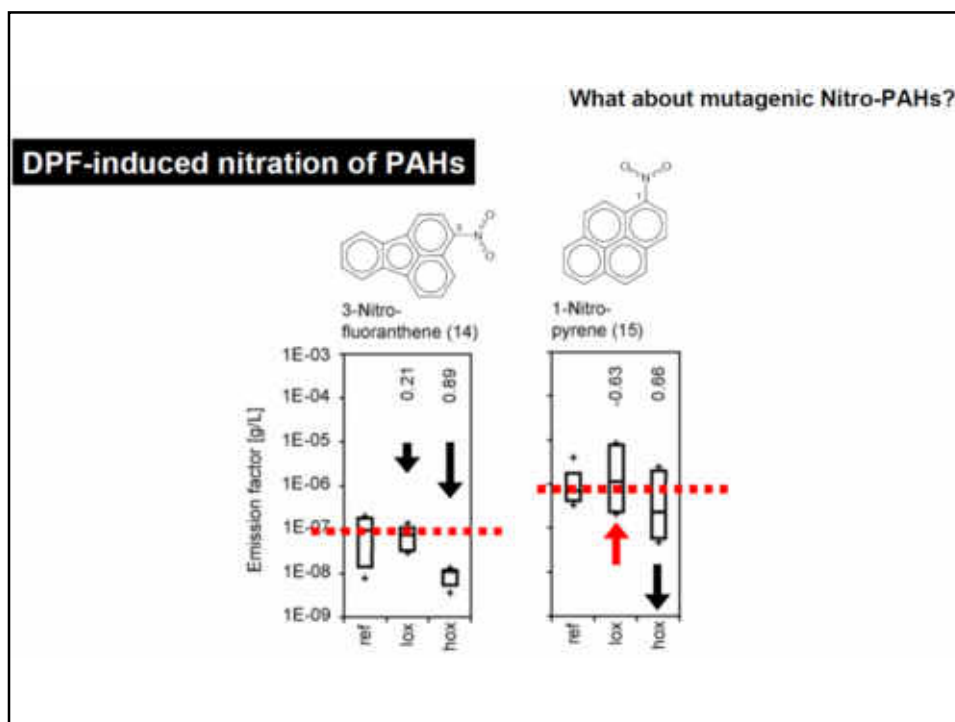 What about mutagenic Nitro-PAHs?
DPF-induced nitration of PAHs
3-Nitro-
fluoranthene (14)
1-Nitro-
pyrene (15)
O
N
O
3
O
N
O
1
Emission factor [g/L]
1E-03
1E-04
1E-05
1E-06
1E-07
1E-08
1E-09
0.21
0.89
-0.63
0.66
ref
lox
hox
ref
lox
hox